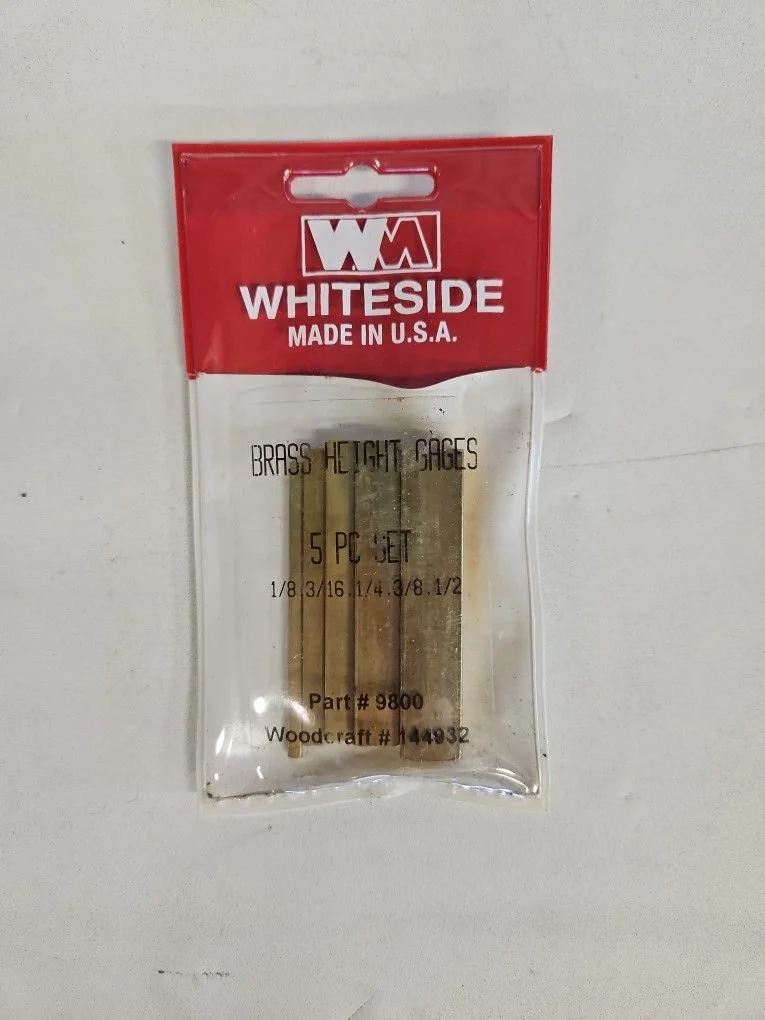 WM
WHITESIDE
MADE IN U.S.A.
BRASS HEIGHT GAGES
5 PC SET
1/8.3/16.1/4.3/8.1/2
Part # 9800
Woodcraft # 144932